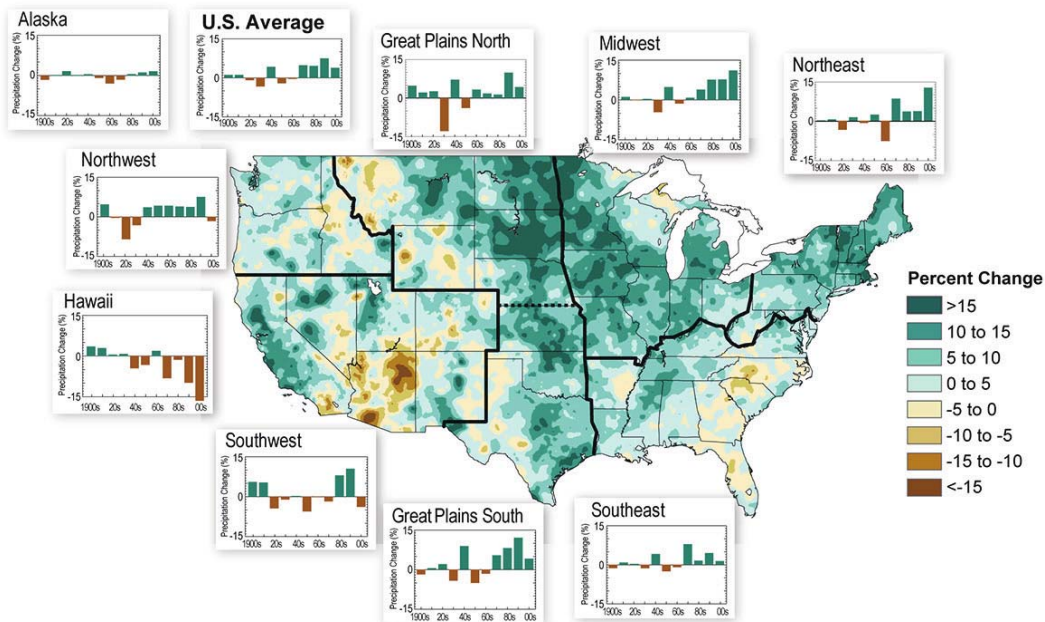 Alaska
Precipitation Change (%)
15
0
-15
1900s 20s 40s 60s 80s 00s
U.S. Average
Precipitation Change (%)
15
0
-15
1900s 20s 40s 60s 80s 00s
Great Plains North
Precipitation Change (%)
15
0
-15
1900s 20s 40s 60s 80s 00s
Midwest
Precipitation Change (%)
15
0
-15
1900s 20s 40s 60s 80s 00s
Northeast
Precipitation Change (%)
15
0
-15
1900s 20s 40s 60s 80s 00s
Northwest
Precipitation Change (%)
15
0
-15
1900s 20s 40s 60s 80s 00s
Hawaii
Precipitation Change (%)
15
0
-15
1900s 20s 40s 60s 80s 00s
Southwest
Precipitation Change (%)
15
0
-15
1900s 20s 40s 60s 80s 00s
Great Plains South
Precipitation Change (%)
15
0
-15
1900s 20s 40s 60s 80s 00s
Southeast
Precipitation Change (%)
15
0
-15
1900s 20s 40s 60s 80s 00s
Percent Change
>15
10 to 15
5 to 10
0 to 5
-5 to 0
-10 to -5
-15 to -10
<-15